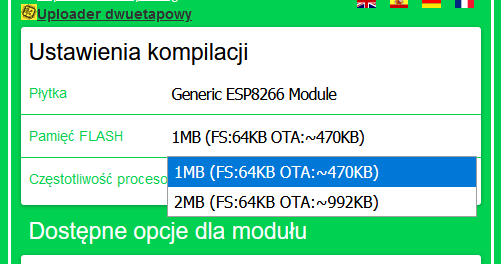 Uploader dwuetapowy
Ustawienia kompilacji
Płytka Generic ESP8266 Module
Pamięć FLASH 1MB (FS:64KB OTA:~470KB)
Częstotliwość proceso
1MB (FS:64KB OTA:~470KB)
2MB (FS:64KB OTA:~992KB)
Dostępne opcje dla modułu